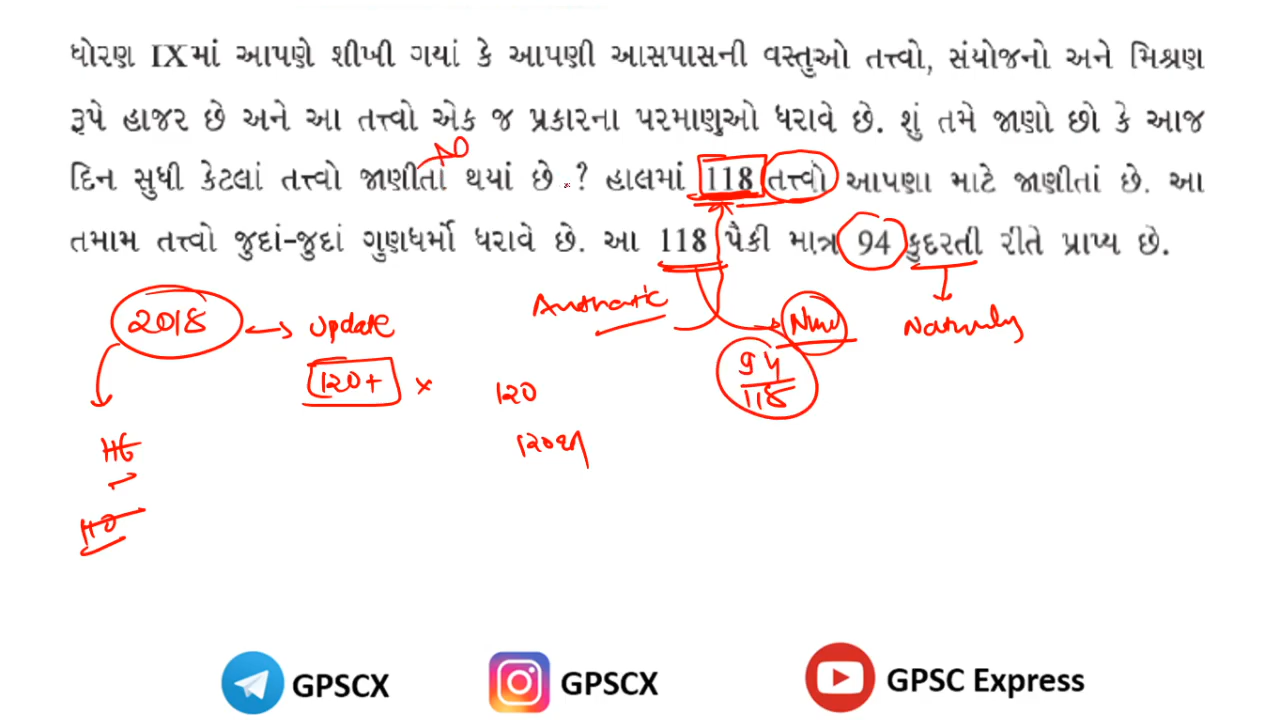 ધોરણ IXમાં આપણે શીખી ગયાં કે આપણી આસપાસની વસ્તુઓ તત્ત્વો, સંયોજનો અને મિશ્રણ
રૂપે હાજર છે અને આ તત્ત્વો એક જ પ્રકારના પરમાણુઓ ધરાવે છે. શું તમે જાણો છો કે આજ
દિન સુધી કેટલાં તત્ત્વો જાણીતાં થયાં છે ? હાલમાં 118 તત્ત્વો આપણા માટે જાણીતાં છે. આ
તમામ તત્ત્વો જુદાં-જુદાં ગુણધર્મો ધરાવે છે. આ 118 પૈકી માત્ર 94 કુદરતી રીતે પ્રાપ્ય છે.
2018 Update
120+ x 120
94
118
GPSCX GPSCX GPSC Express